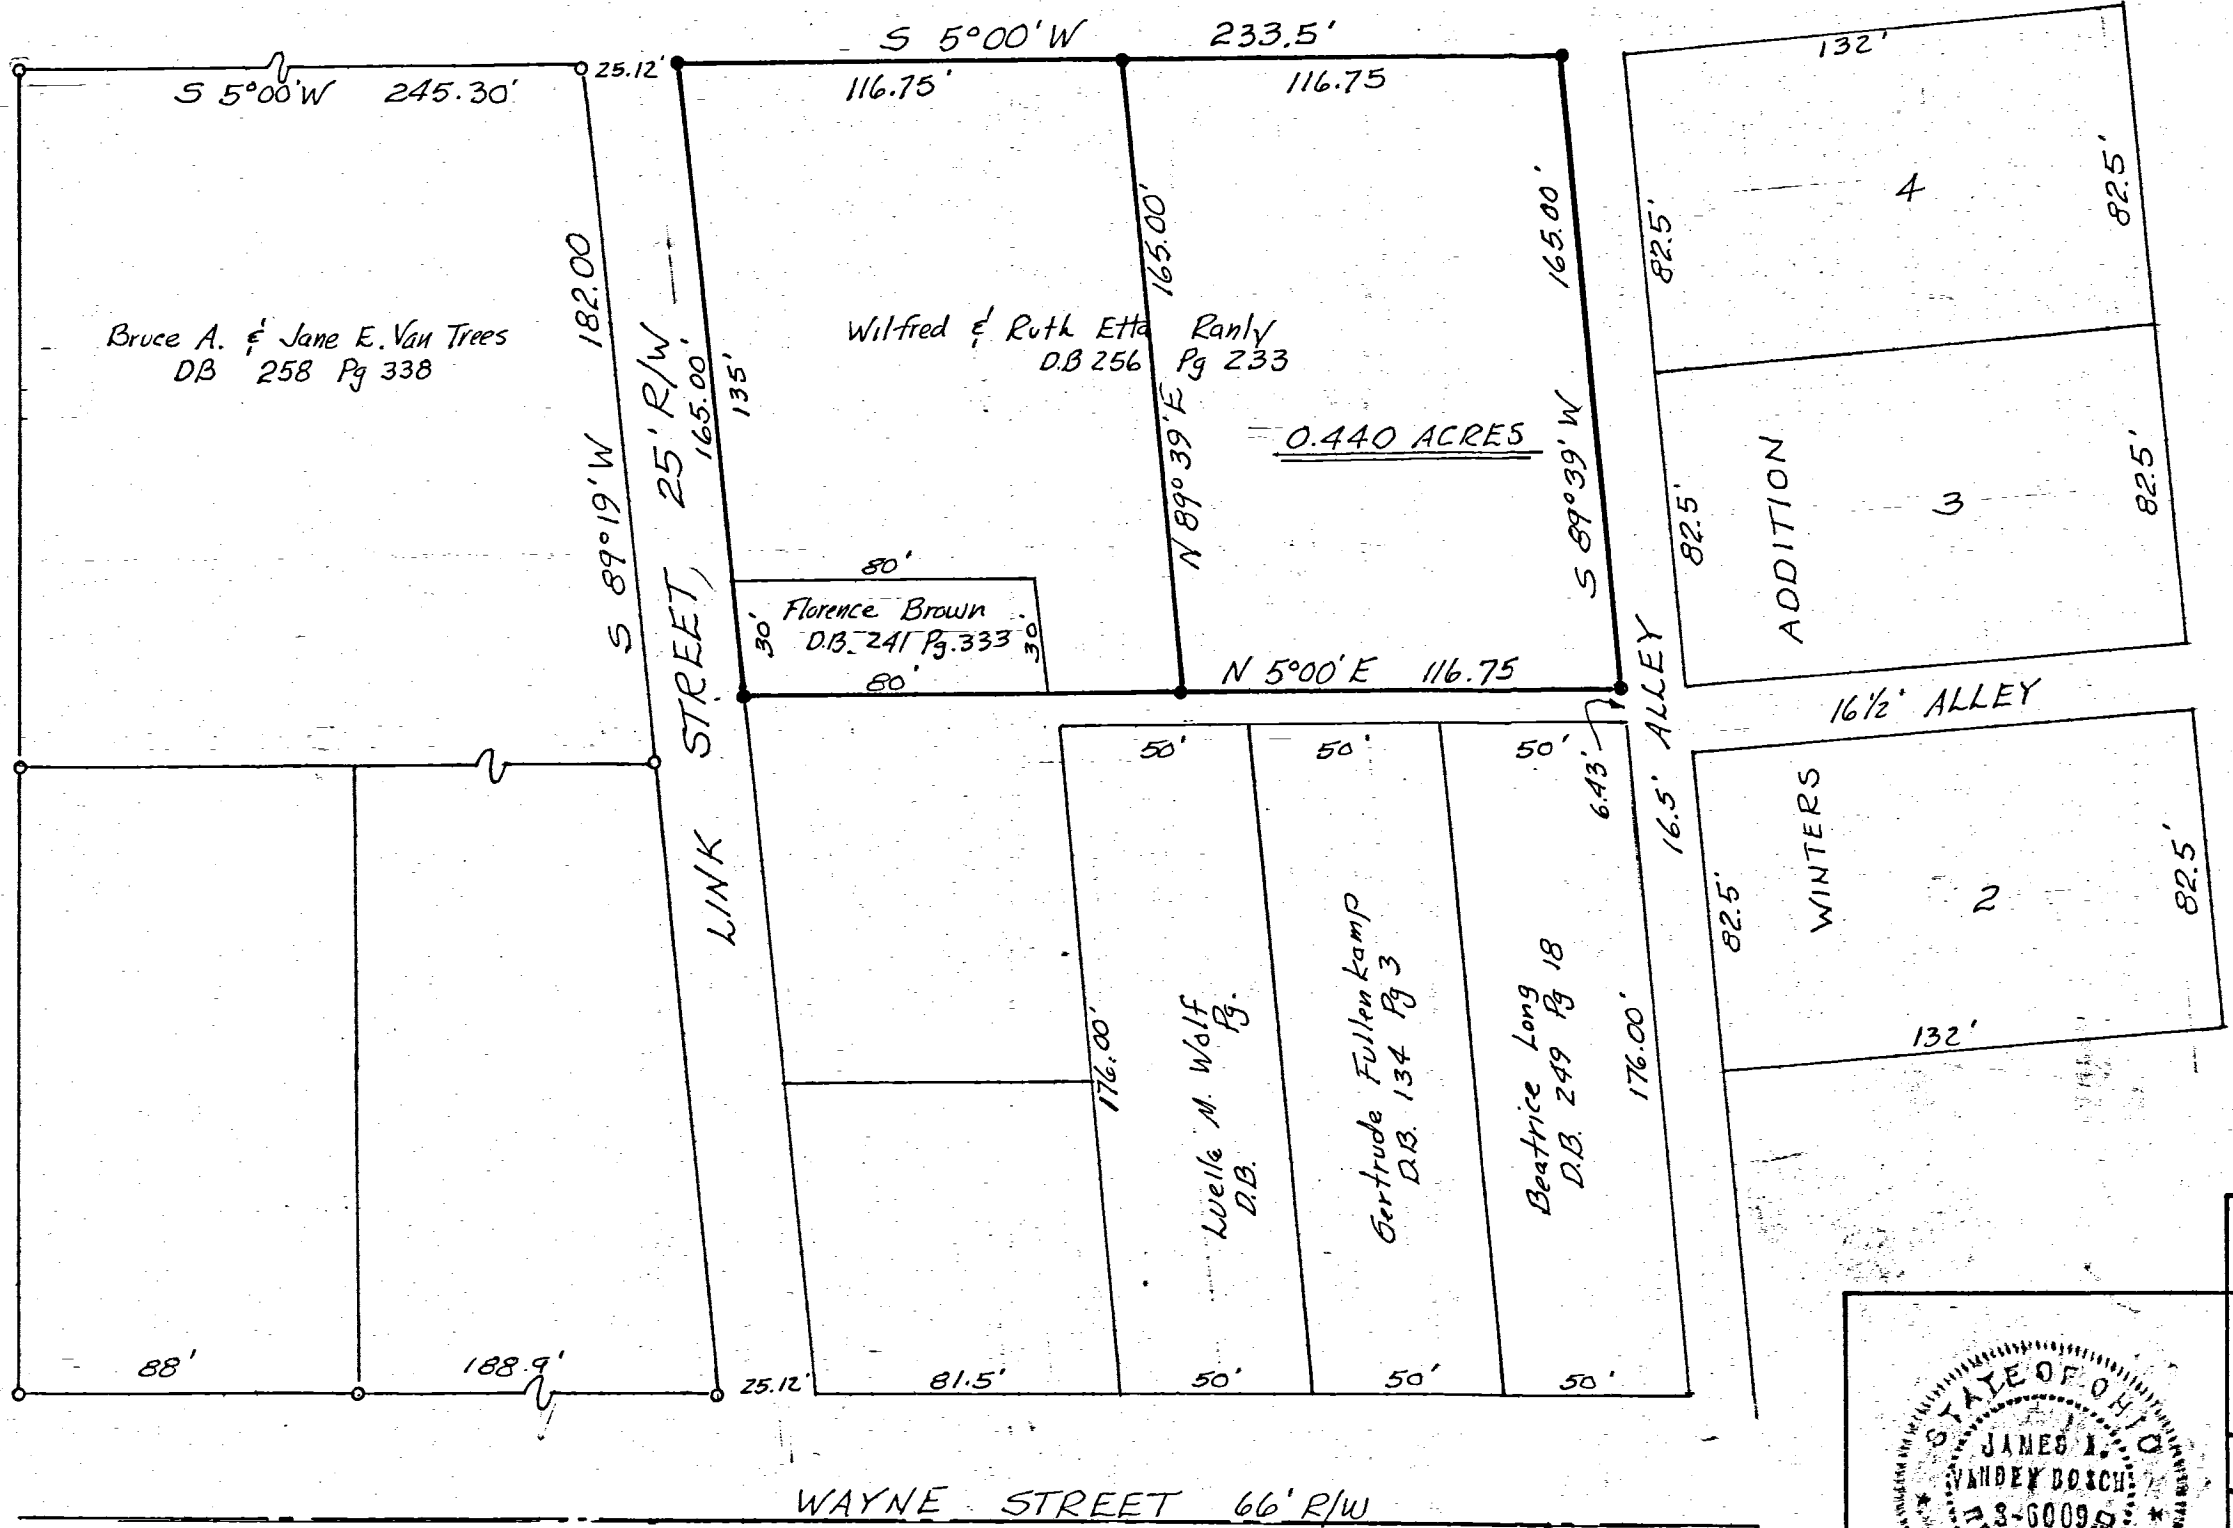 S 5°00'W 233.5'
S 5°00'W 245.30'
25.12'
116.75'
116.75
132'
Bruce A. & Jane E. Van Trees
DB 258 Pg 338
182.00
S 89°19'W
LINK STREET, 25' R/W
165.00'
135'
Wilfred & Ruth Etta Ranly
D.B 256 Pg 233
165.00'
N 89°39'E
0.440 ACRES
165.00'
S 89°39'W
80'
Florence Brown
D.B. 241 Pg. 333
30'
30'
80'
N 5°00'E 116.75
6.43'
16.5' ALLEY
82.5'
4
82.5'
82.5'
3
82.5'
WINTERS ADDITION
16 1/2' ALLEY
82.5'
2
82.5'
132'
50'
50'
50'
176.00'
Luella M. Wolf
D.B. Pg.
Gertrude Fullenkamp
D.B. 134 Pg 3
Beatrice Long
D.B. 249 Pg 18
176.00'
88'
188.9'
25.12'
81.5'
50'
50'
50'
WAYNE STREET 66' R/W
STATE OF OHIO
JAMES
S-6009